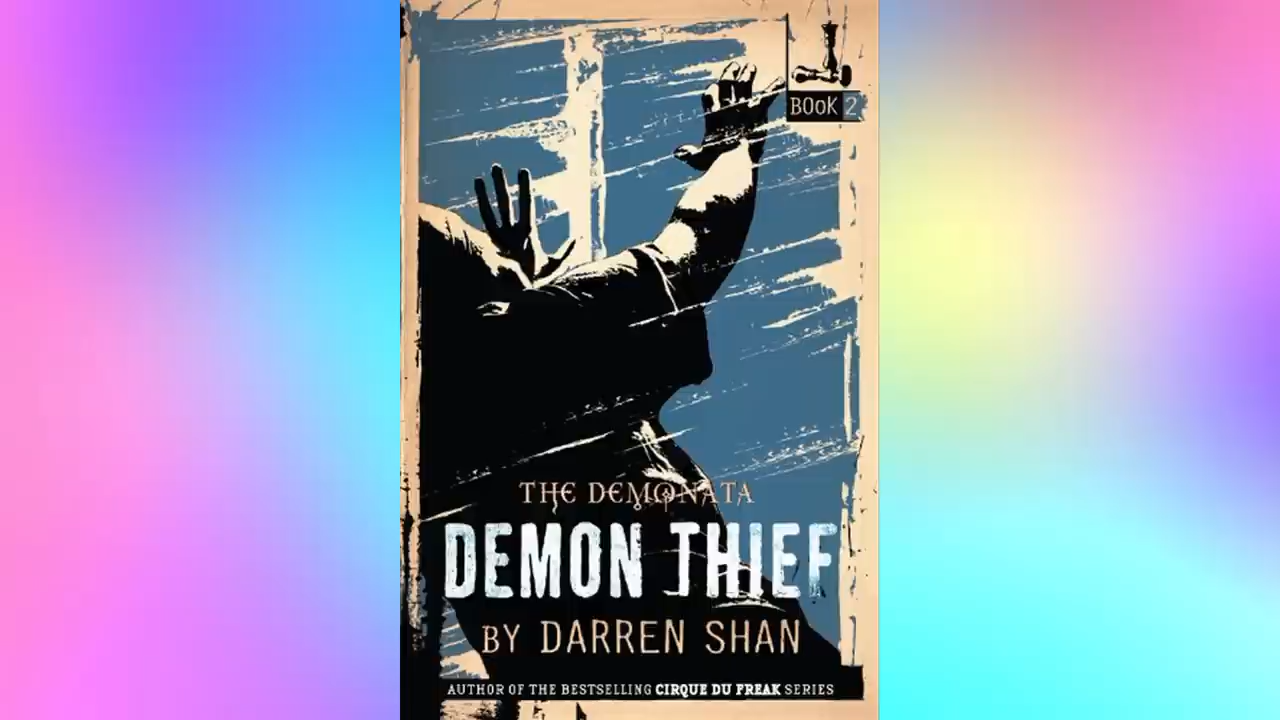 BOOK 2
THE DEMONATA
DEMON THIEF
BY DARREN SHAN
AUTHOR OF THE BESTSELLING CIRQUE DU FREAK SERIES